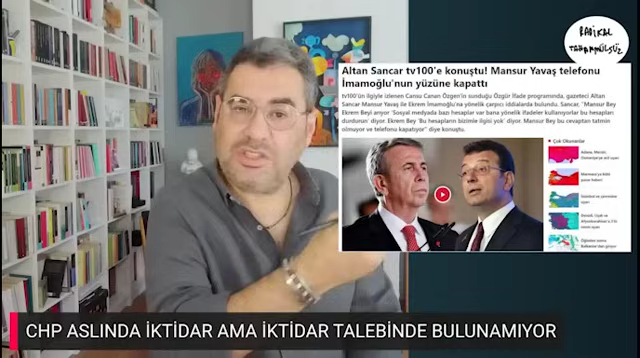 RADİKAL
TAHAMMÜLSÜZ
Altan Sancar tv100'e konuştu! Mansur Yavaş telefonu
İmamoğlu'nun yüzüne kapattı
tv100'ün ilgiyle izlenen Cansu Canan Özgen'in sunduğu Özgür İfade programında, gazeteci Altan
Sancar Mansur Yavaş ile Ekrem İmamoğlu'na yönelik çarpıcı iddialarda bulundu. Sancar, "Mansur
Bey Ekrem Beyi arıyor 'Sosyal medyada bazı hesaplar var bana yönelik ifadeler kullanıyorlar bu hesapları
durdurun' diyor. Ekrem Bey 'Bu hesapların bizimle ilgisi yok' diyor. Mansur Bey bu cevaptan tatmin
olmuyor ve telefonu kapatıyor" diye konuştu.
Çok Okunanlar
CHP ASLINDA İKTİDAR AMA İKTİDAR TALEBİNDE BULUNAMIYOR